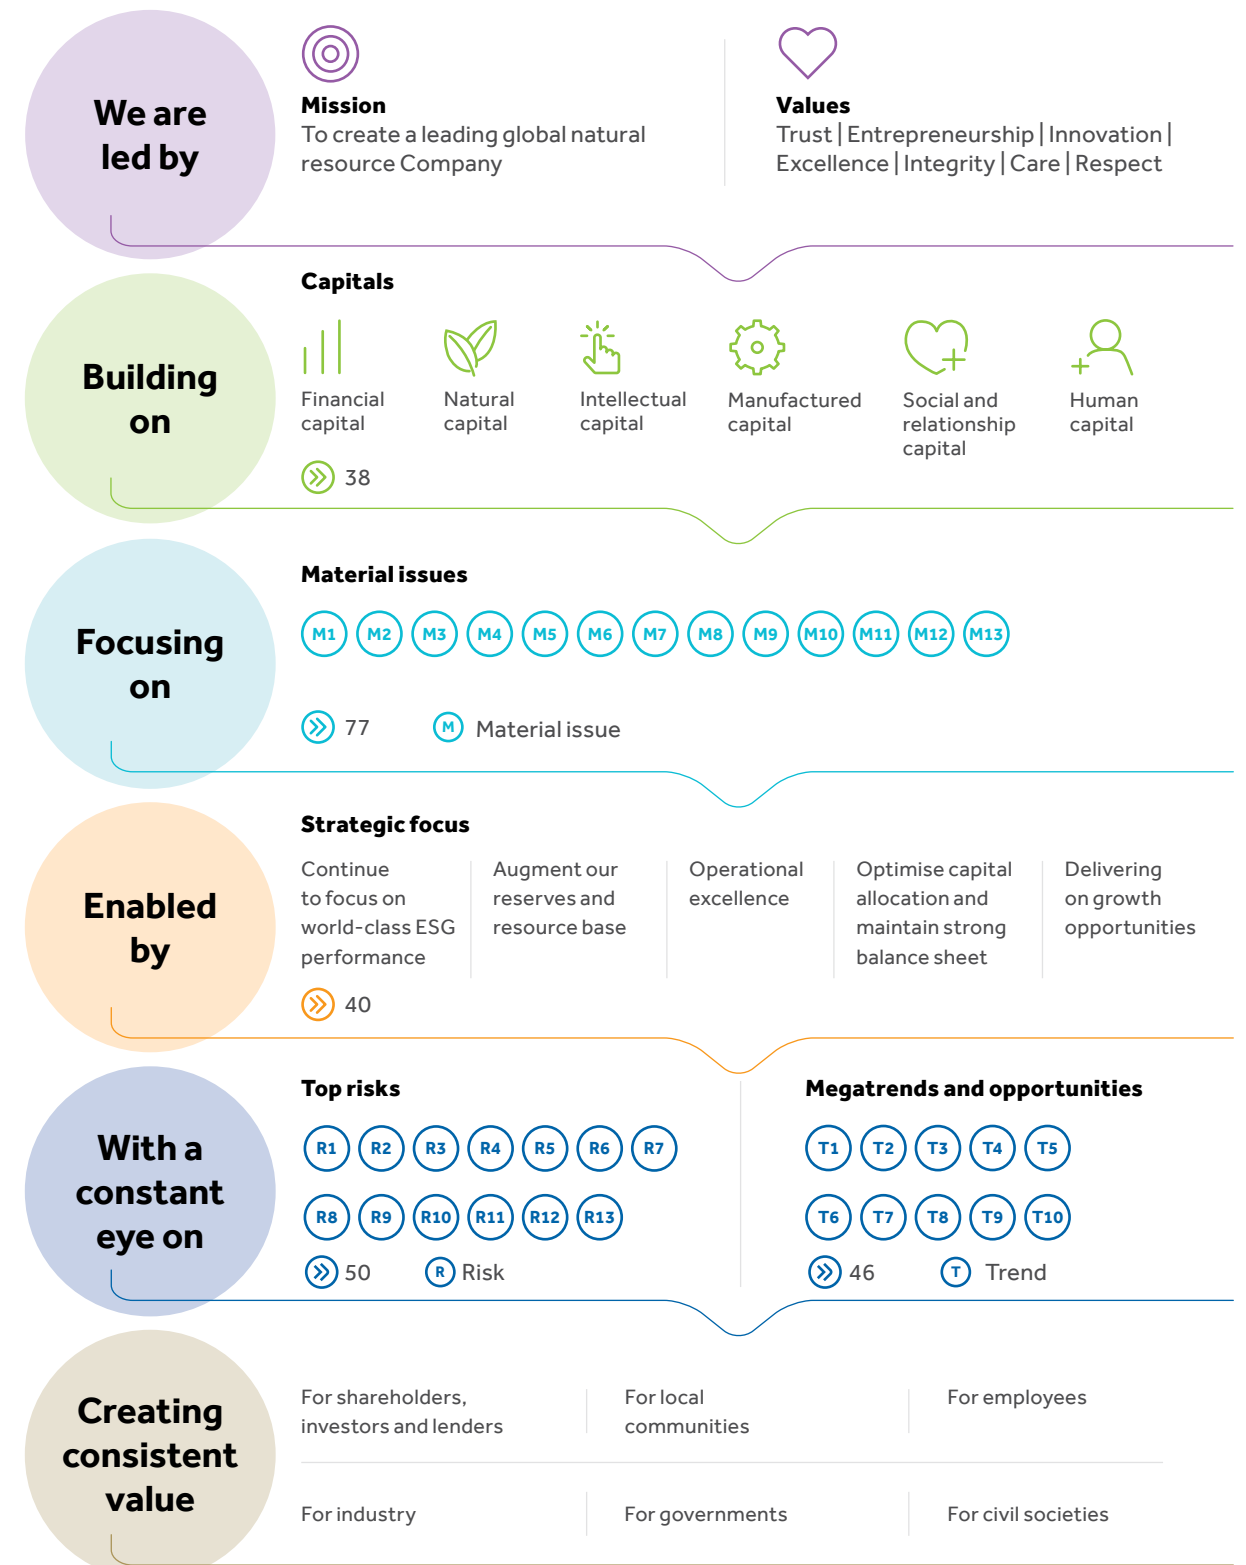 We are
led by
Mission
To create a leading global natural
resource Company
Values
Trust | Entrepreneurship | Innovation |
Excellence | Integrity | Care | Respect
Building
on
Capitals
Financial
capital
Natural
capital
Intellectual
capital
Manufactured
capital
Social and
relationship
capital
Human
capital
38
Focusing
on
Material issues
M1 M2 M3 M4 M5 M6 M7 M8 M9 M10 M11 M12 M13
77
M Material issue
Enabled
by
Strategic focus
Continue
to focus on
world-class ESG
performance
Augment our
reserves and
resource base
Operational
excellence
Optimise capital
allocation and
maintain strong
balance sheet
Delivering
on growth
opportunities
40
With a
constant
eye on
Top risks
R1 R2 R3 R4 R5 R6 R7
R8 R9 R10 R11 R12 R13
50
R Risk
Megatrends and opportunities
T1 T2 T3 T4 T5
T6 T7 T8 T9 T10
46
T Trend
Creating
consistent
value
For shareholders,
investors and lenders
For local
communities
For employees
For industry
For governments
For civil societies